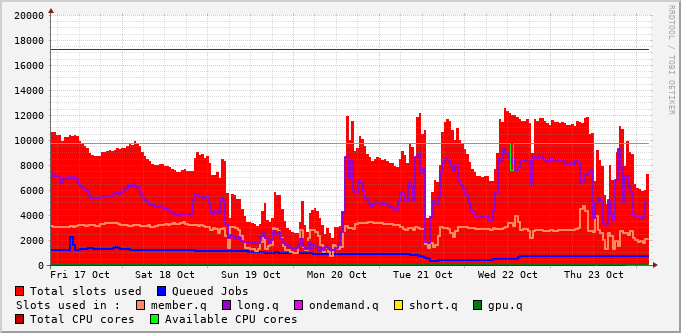 RRDTOOL / TOBI OETIKER
20000
18000
16000
14000
12000
10000
8000
6000
4000
2000
0
Fri 17 Oct Sat 18 Oct Sun 19 Oct Mon 20 Oct Tue 21 Oct Wed 22 Oct Thu 23 Oct
Total slots used Queued Jobs
Slots used in : member.q long.q ondemand.q short.q gpu.q
Total CPU cores Available CPU cores